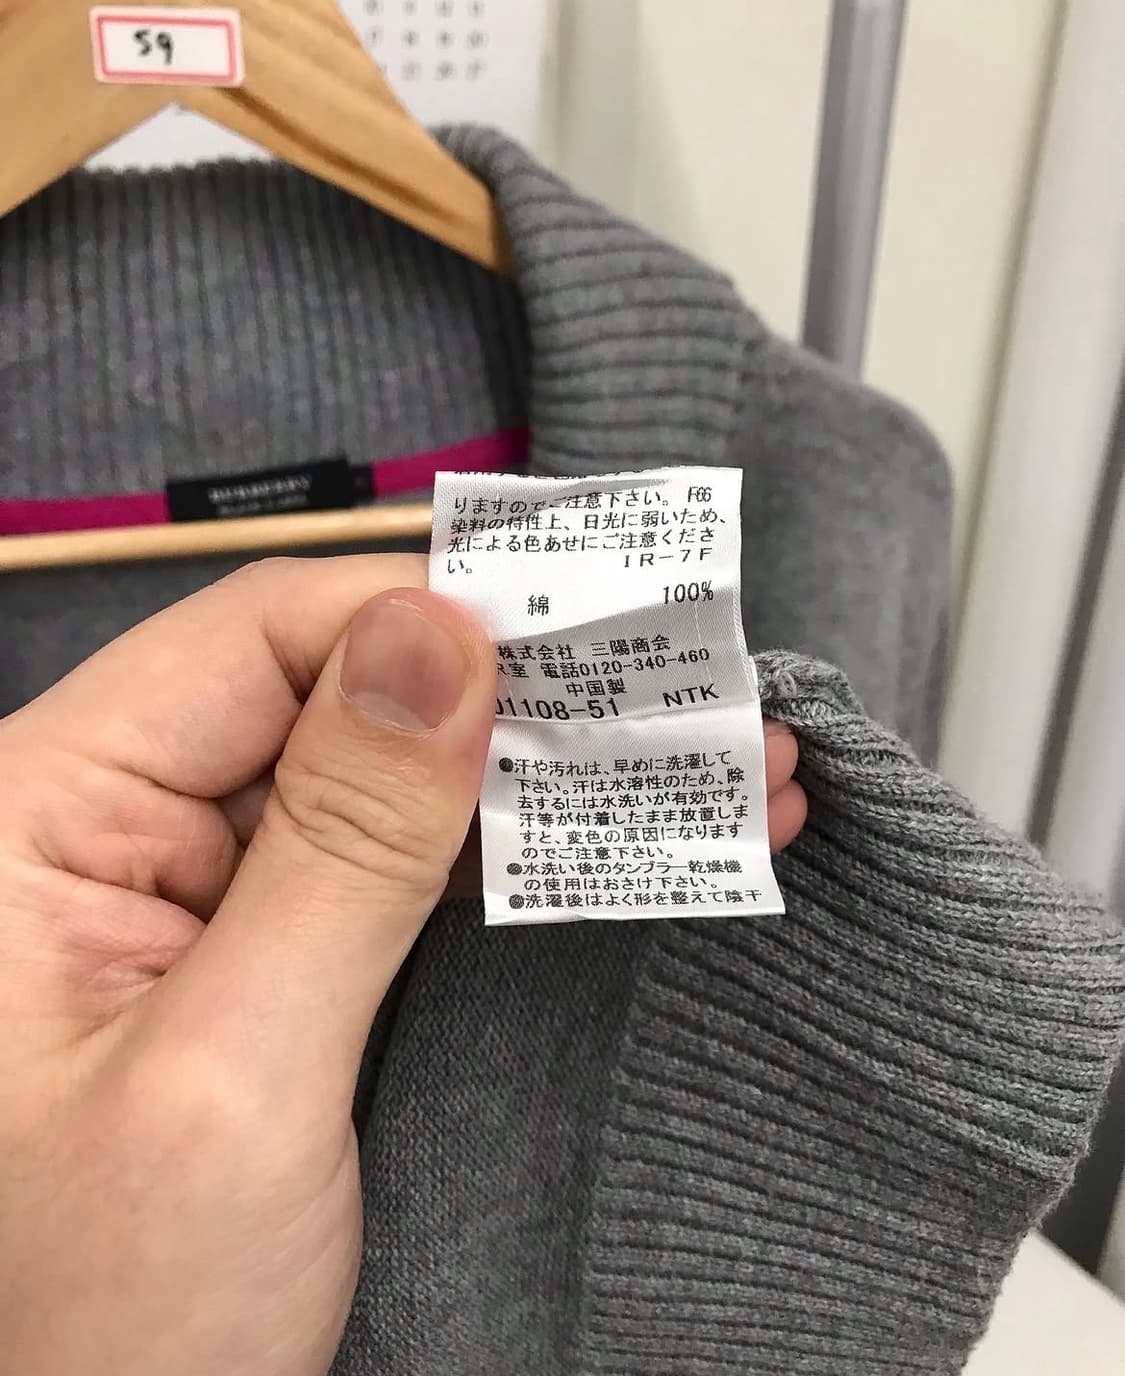 59
BURBERRY
りますのでご注意下さい。 F66
染料の特性上、日光に弱いため、
光による色あせにご注意くださ
い。 IR-7F
綿 100%
株式会社 三陽商会
室 電話0120-340-460
中国製
01108-51 NTK
●汗や汚れは、早めに洗濯して
下さい。汗は水溶性のため、除
去するには水洗いが有効です。
汗等が付着したまま放置しま
すと、変色の原因になります
のでご注意下さい。
●水洗い後のタンブラー乾燥機
の使用はおさけ下さい。
●洗濯後はよく形を整えて陰干